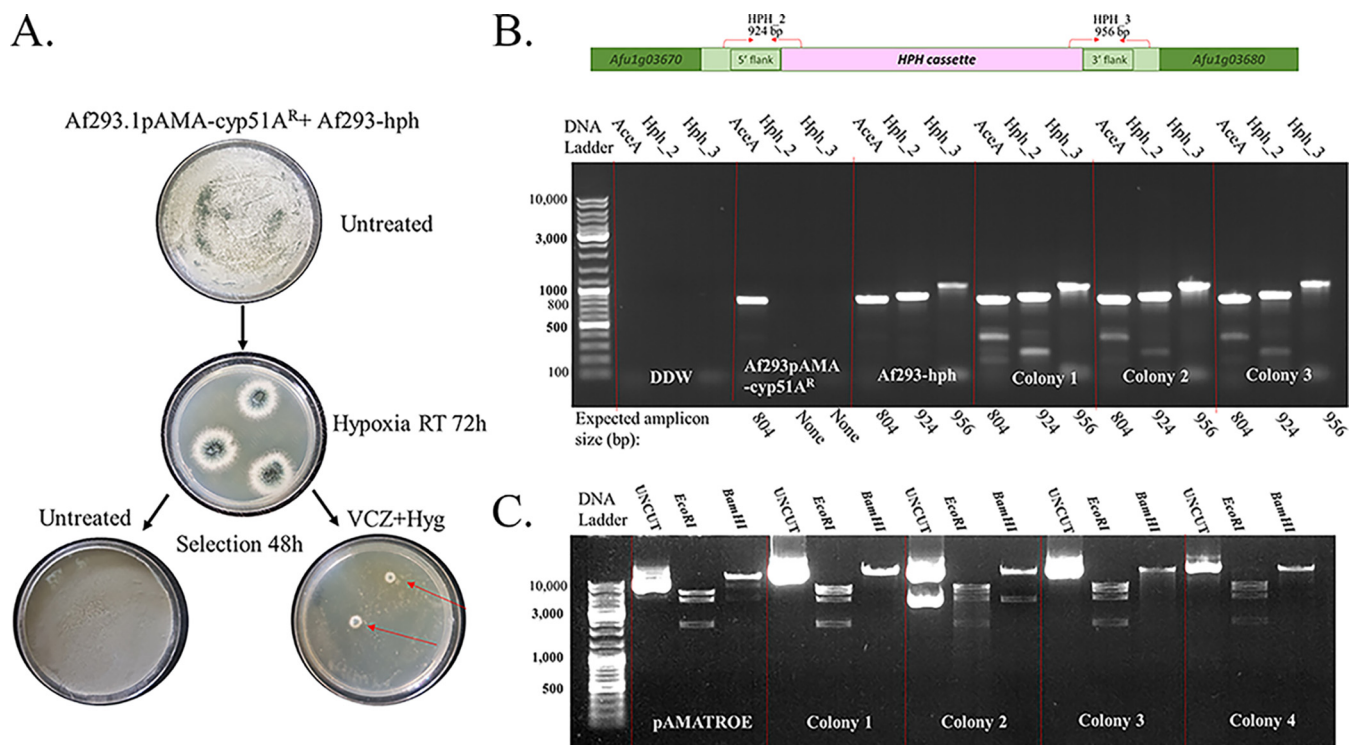 A.
Af293.1pAMA-cyp51Aᴿ+ Af293-hph
Untreated
Hypoxia RT 72h
Untreated
VCZ+Hyg
Selection 48h
B.
HPH_2
924 bp
HPH_3
956 bp
Afu1g03670
5' flank
HPH cassette
3' flank
Afu1g03680
DNA
Ladder
AceA Hph_2 Hph_3 AceA Hph_2 Hph_3 AceA Hph_2 Hph_3 AceA Hph_2 Hph_3 AceA Hph_2 Hph_3 AceA Hph_2 Hph_3
10,000
3,000
1000
800
500
100
DDW
Af293pAMA
-cyp51Aᴿ
Af293-hph
Colony 1
Colony 2
Colony 3
Expected amplicon
size (bp):
804 None None 804 924 956 804 924 956 804 924 956 804 924 956
C.
DNA
Ladder
UNCUT EcoRI BamHI UNCUT EcoRI BamHI UNCUT EcoRI BamHI UNCUT EcoRI BamHI UNCUT EcoRI BamHI
10,000
3,000
1,000
500
pAMATROE
Colony 1
Colony 2
Colony 3
Colony 4